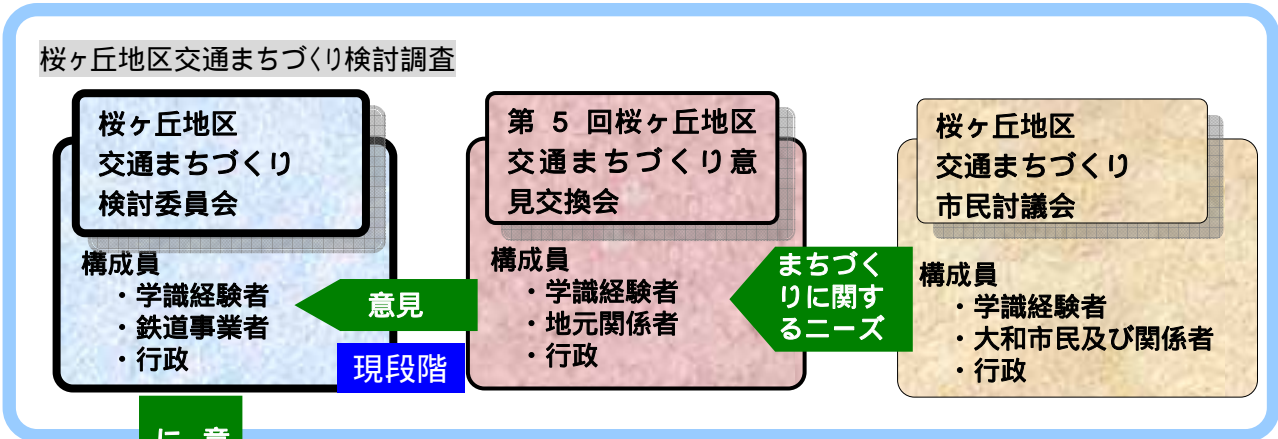 桜ヶ丘地区交通まちづくり検討調査
桜ヶ丘地区
交通まちづくり
検討委員会
構成員
・学識経験者
・鉄道事業者
・行政
意見
現段階
第 5 回桜ヶ丘地区
交通まちづくり意
見交換会
構成員
・学識経験者
・地元関係者
・行政
まちづく
りに関す
るニーズ
桜ヶ丘地区
交通まちづくり
市民討議会
構成員
・学識経験者
・大和市民及び関係者
・行政